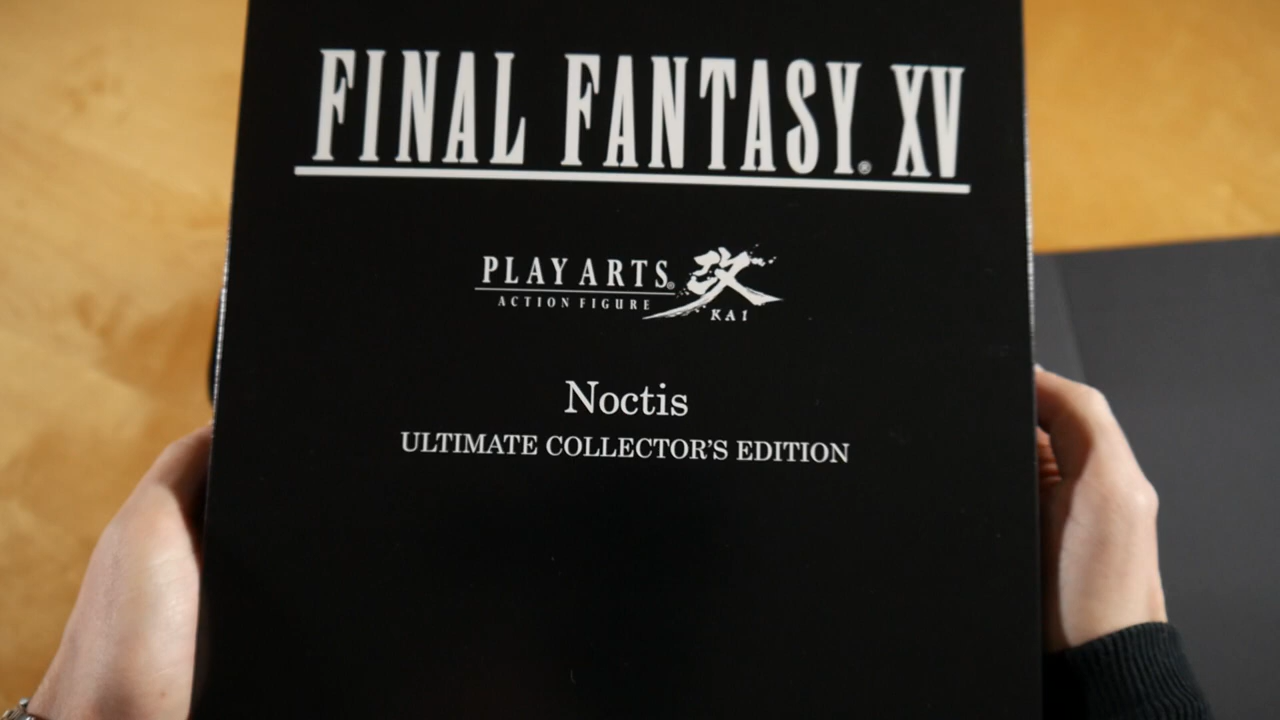 FINAL FANTASY® XV
PLAY ARTS® 改
ACTION FIGURE KAI
Noctis
ULTIMATE COLLECTOR'S EDITION